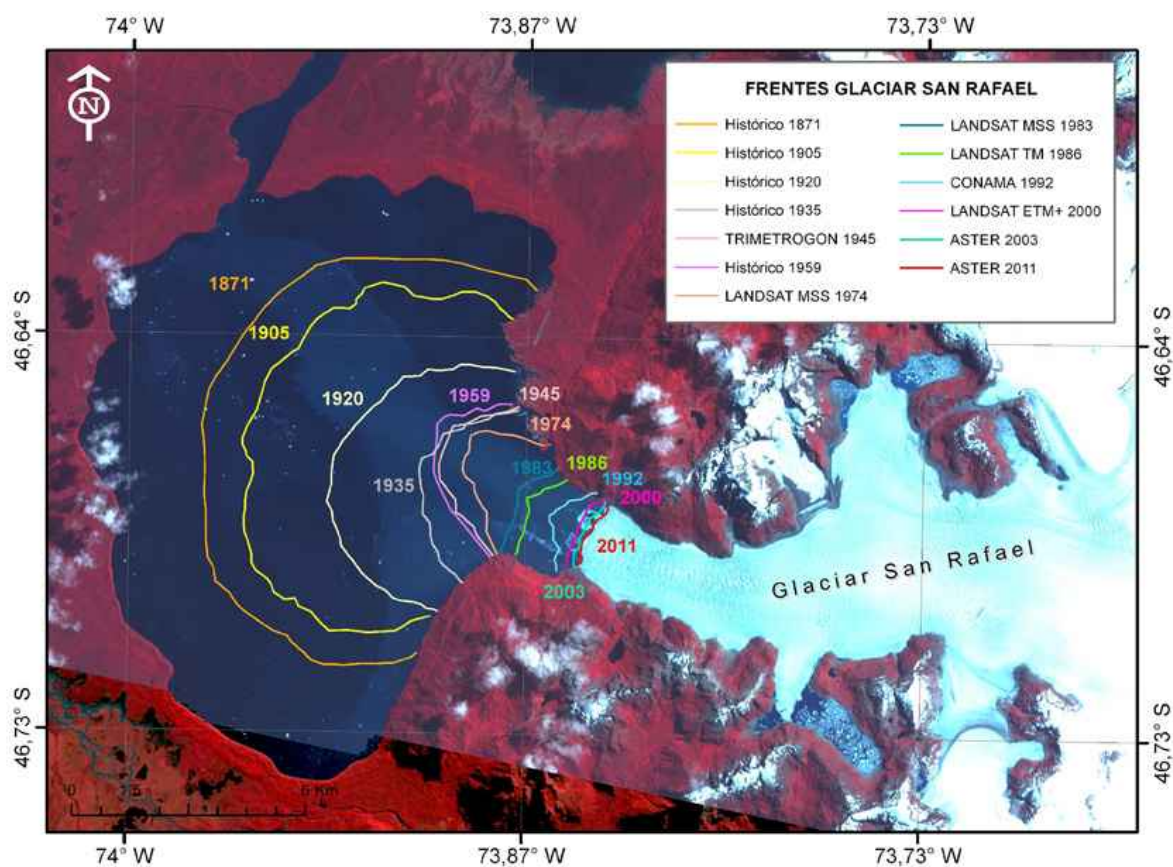 74° W 73,87° W 73,73° W
N
FRENTES GLACIAR SAN RAFAEL
Histórico 1871
Histórico 1905
Histórico 1920
Histórico 1935
TRIMETROGON 1945
Histórico 1959
LANDSAT MSS 1974
LANDSAT MSS 1983
LANDSAT TM 1986
CONAMA 1992
LANDSAT ETM+ 2000
ASTER 2003
ASTER 2011
46,64° S
46,64° S
1871
1905
1920
1959
1945
1974
1935
1983
1986
1992
2000
2011
2003
Glaciar San Rafael
46,73° S
46,73° S
0 1,5 6 Km
74° W 73,87° W 73,73° W